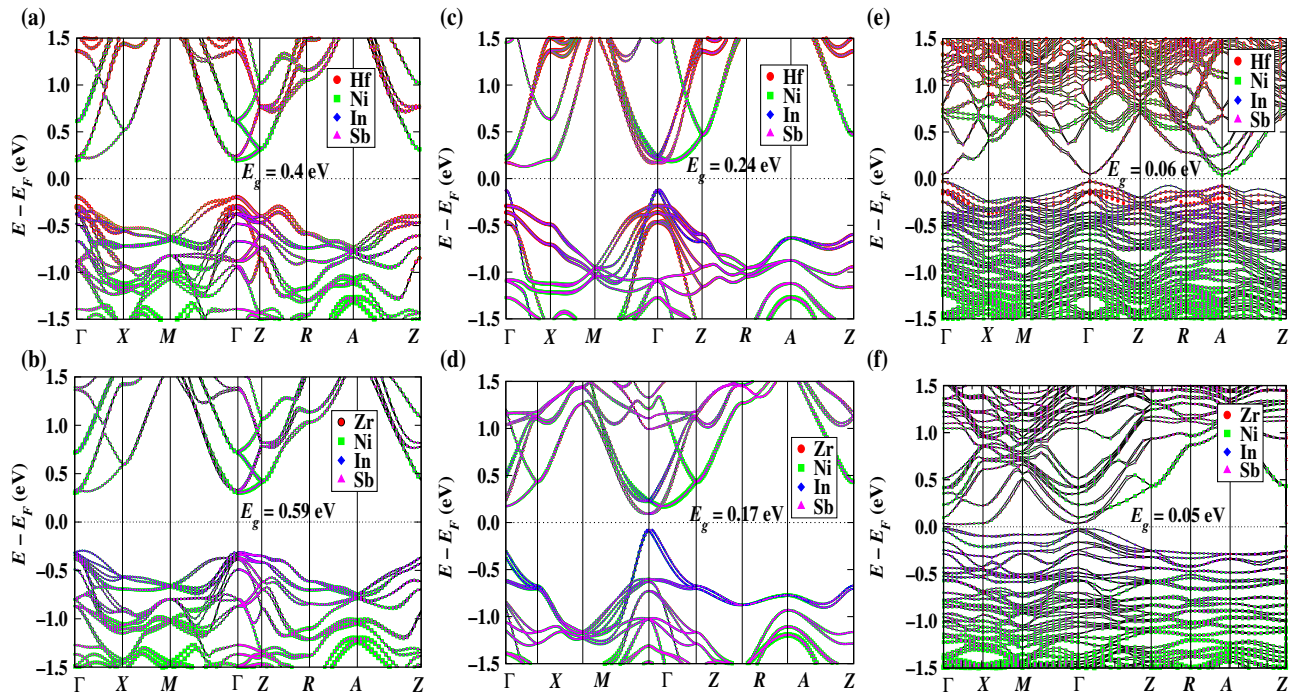 (a)
1.5
1.0
0.5
0.0
−0.5
−1.0
−1.5
E − E_F (eV)
Hf
Ni
In
Sb
E_g = 0.4 eV
Γ X M Γ Z R A Z
(c)
1.5
1.0
0.5
0.0
−0.5
−1.0
−1.5
E − E_F (eV)
Hf
Ni
In
Sb
E_g = 0.24 eV
Γ X M Γ Z R A Z
(e)
1.5
1.0
0.5
0.0
−0.5
−1.0
−1.5
E − E_F (eV)
Hf
Ni
In
Sb
E_g = 0.06 eV
Γ X M Γ Z R A Z
(b)
1.5
1.0
0.5
0.0
−0.5
−1.0
−1.5
E − E_F (eV)
Zr
Ni
In
Sb
E_g = 0.59 eV
Γ X M Γ Z R A Z
(d)
1.5
1.0
0.5
0.0
−0.5
−1.0
−1.5
E − E_F (eV)
Zr
Ni
In
Sb
E_g = 0.17 eV
Γ X M Γ Z R A Z
(f)
1.5
1.0
0.5
0.0
−0.5
−1.0
−1.5
E − E_F (eV)
Zr
Ni
In
Sb
E_g = 0.05 eV
Γ X M Γ Z R A Z